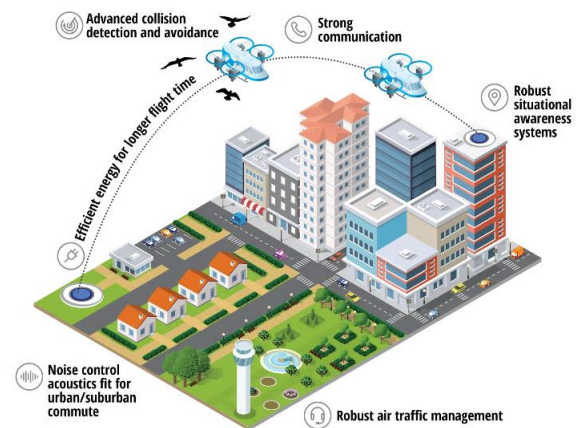 Advanced collision
detection and avoidance
Strong
communication
Robust
situational
awareness
systems
Efficient energy for longer flight time
Noise control
acoustics fit for
urban/suburban
commute
Robust air traffic management